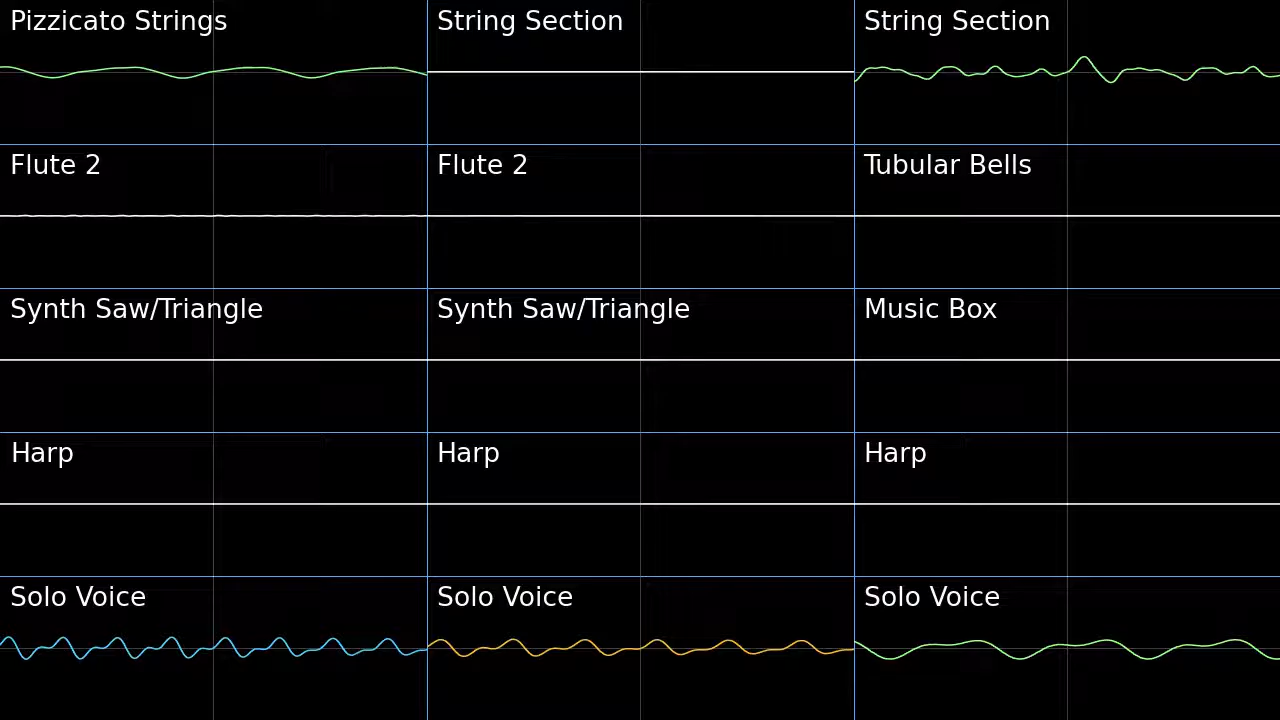 Pizzicato Strings
String Section
String Section
Flute 2
Flute 2
Tubular Bells
Synth Saw/Triangle
Synth Saw/Triangle
Music Box
Harp
Harp
Harp
Solo Voice
Solo Voice
Solo Voice